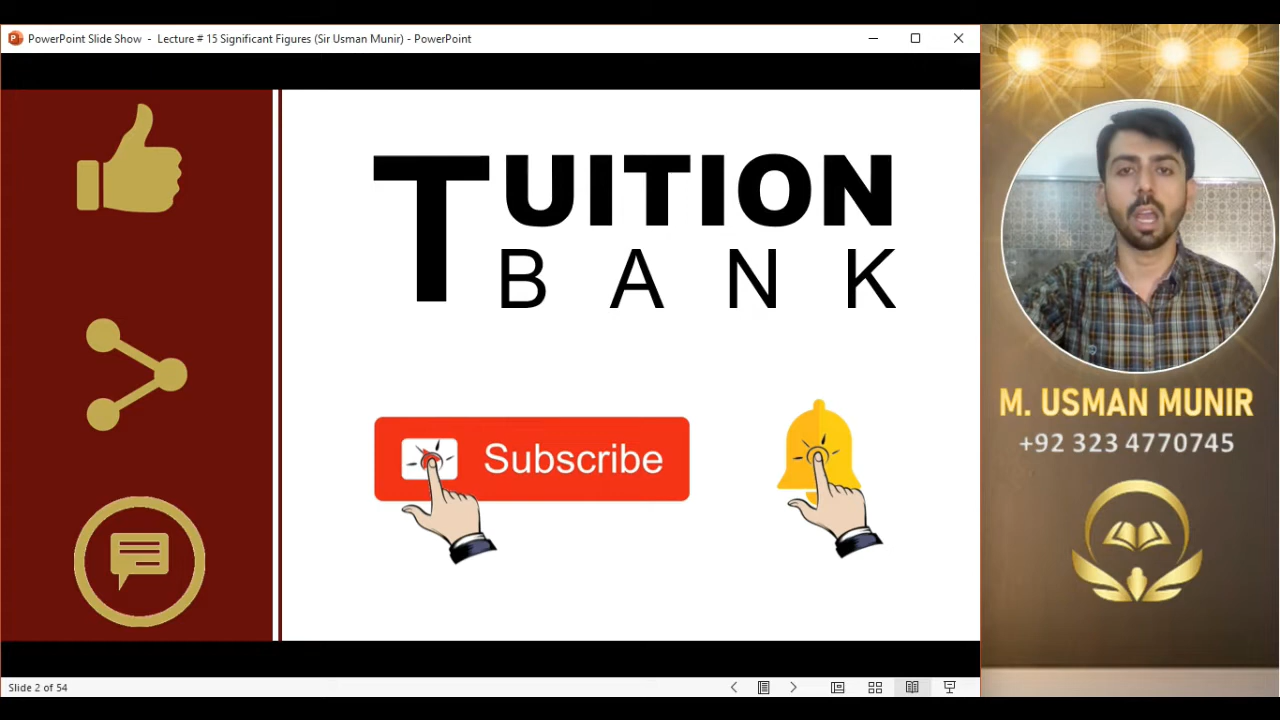 PowerPoint Slide Show - Lecture # 15 Significant Figures (Sir Usman Munir) - PowerPoint
TUITION
BANK
Subscribe
M. USMAN MUNIR
+92 323 4770745
Slide 2 of 54